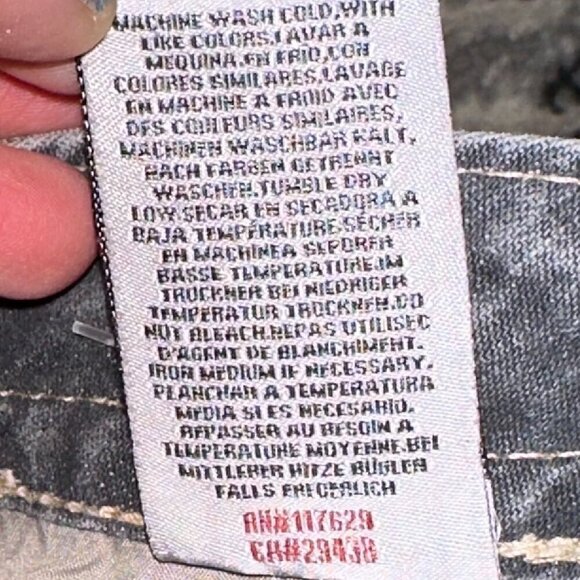 MACHINE WASH COLD,WITH
LIKE COLORS.LAVAR A
MEQUINA.EN FRIO,CON
COLORES SIMILARES.LAVAGE
EN MACHINE A FROID AVEC
DES COULEURS SIMILAIRES,
MACHINEN WASCHBAR KALT,
NACH FARBEN GETRENNT
WASCHEN.TUMBLE DRY
LOW.SECAR EN SECADORA A
BAJA TEMPERATURE.SECHER
EN MACHINEA SEPORER
BASSE TEMPERATURE.IM
TROCKNER BEI NIEDRIGER
TEMPERATUR TROCKNEN.DO
NOT BLEACH.NEPAS UTILISEC
D'AGENT DE BLANCHIMENT.
IRON MEDIUM IF NECESSARY.
PLANCHAR A TEMPERATURA
MEDIA SI ES NECESARIO.
REPASSER AU BESOIN A
TEMPERATURE MOYENNE.BEI
MITTLERER HITZE BÜGLER
FALLS ERFGERLICH
RN#117629
CA#29438